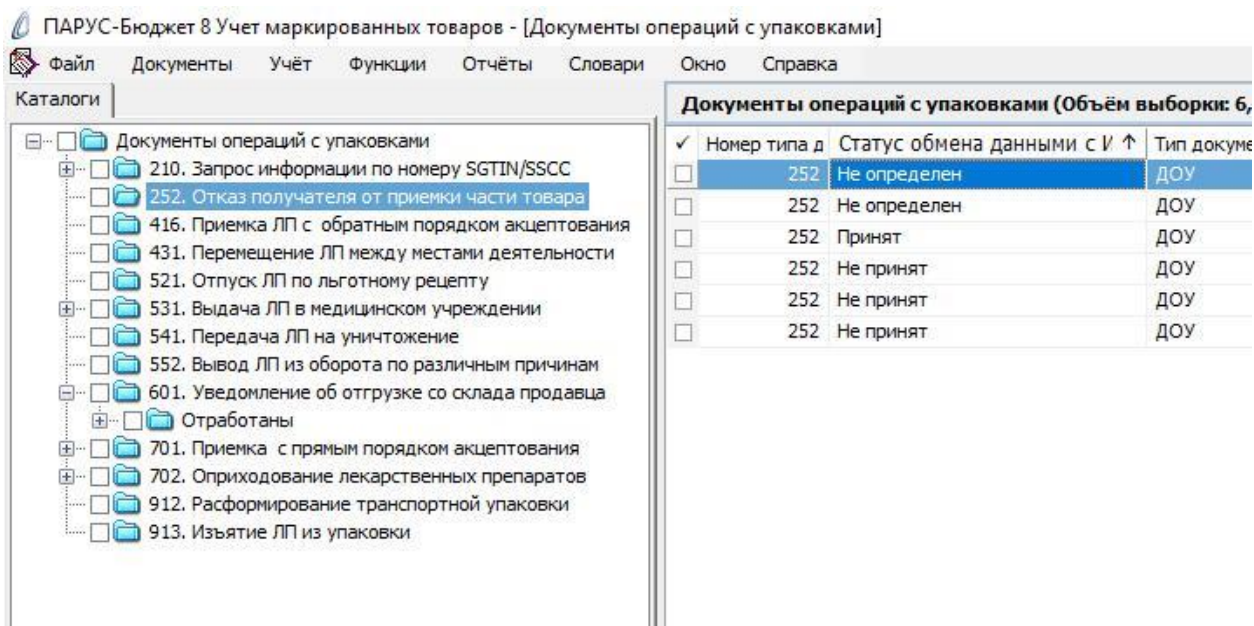 ПАРУС-Бюджет 8 Учет маркированных товаров - [Документы операций с упаковками]
Файл Документы Учёт Функции Отчёты Словари Окно Справка
Каталоги
Документы операций с упаковками
210. Запрос информации по номеру SGTIN/SSCC
252. Отказ получателя от приемки части товара
416. Приемка ЛП с обратным порядком акцептования
431. Перемещение ЛП между местами деятельности
521. Отпуск ЛП по льготному рецепту
531. Выдача ЛП в медицинском учреждении
541. Передача ЛП на уничтожение
552. Вывод ЛП из оборота по различным причинам
601. Уведомление об отгрузке со склада продавца
Отработаны
701. Приемка с прямым порядком акцептования
702. Оприходование лекарственных препаратов
912. Расформирование транспортной упаковки
913. Изъятие ЛП из упаковки
Документы операций с упаковками (Объём выборки: 6,
✓ Номер типа д Статус обмена данными с И ↑ Тип докуме
252 Не определен ДОУ
252 Не определен ДОУ
252 Принят ДОУ
252 Не принят ДОУ
252 Не принят ДОУ
252 Не принят ДОУ